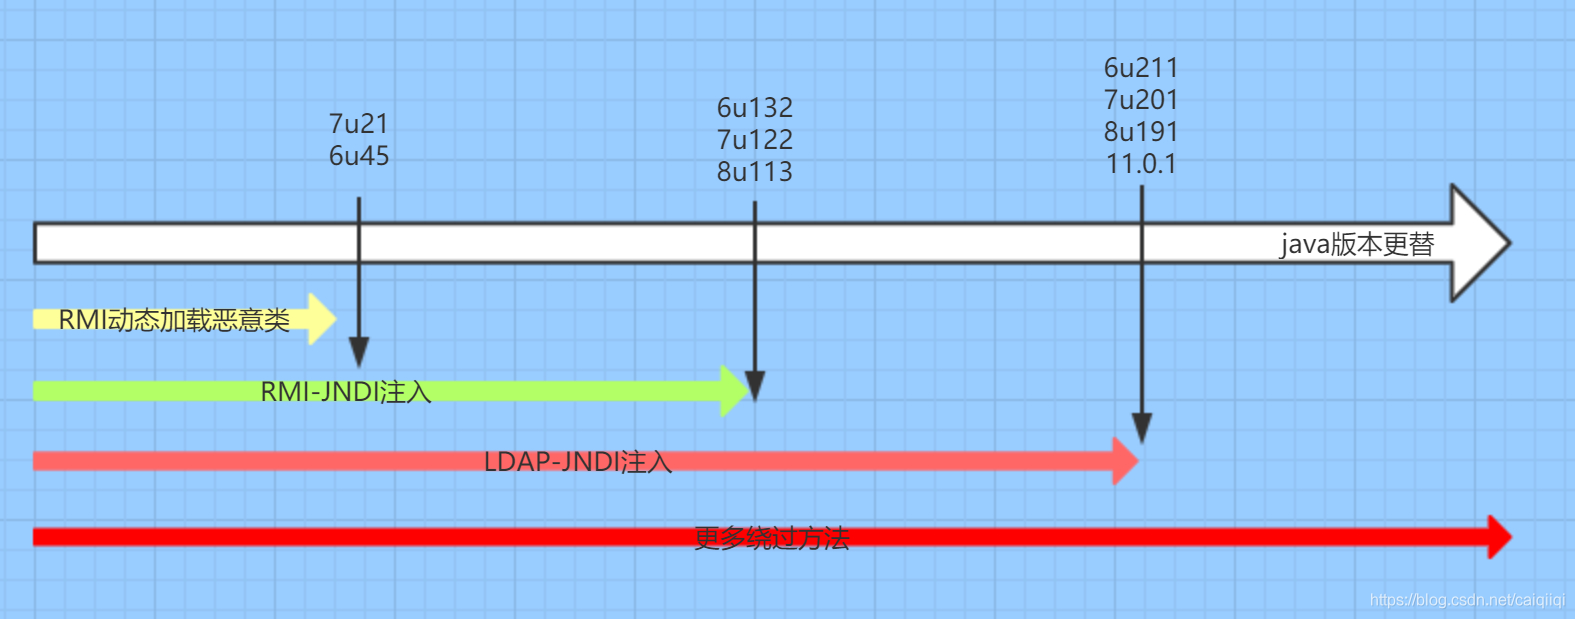 7u21
6u45
6u132
7u122
8u113
6u211
7u201
8u191
11.0.1
java版本更替
RMI动态加载恶意类
RMI-JNDI注入
LDAP-JNDI注入
更多绕过方法
https://blog.csdn.net/caiqiiqi